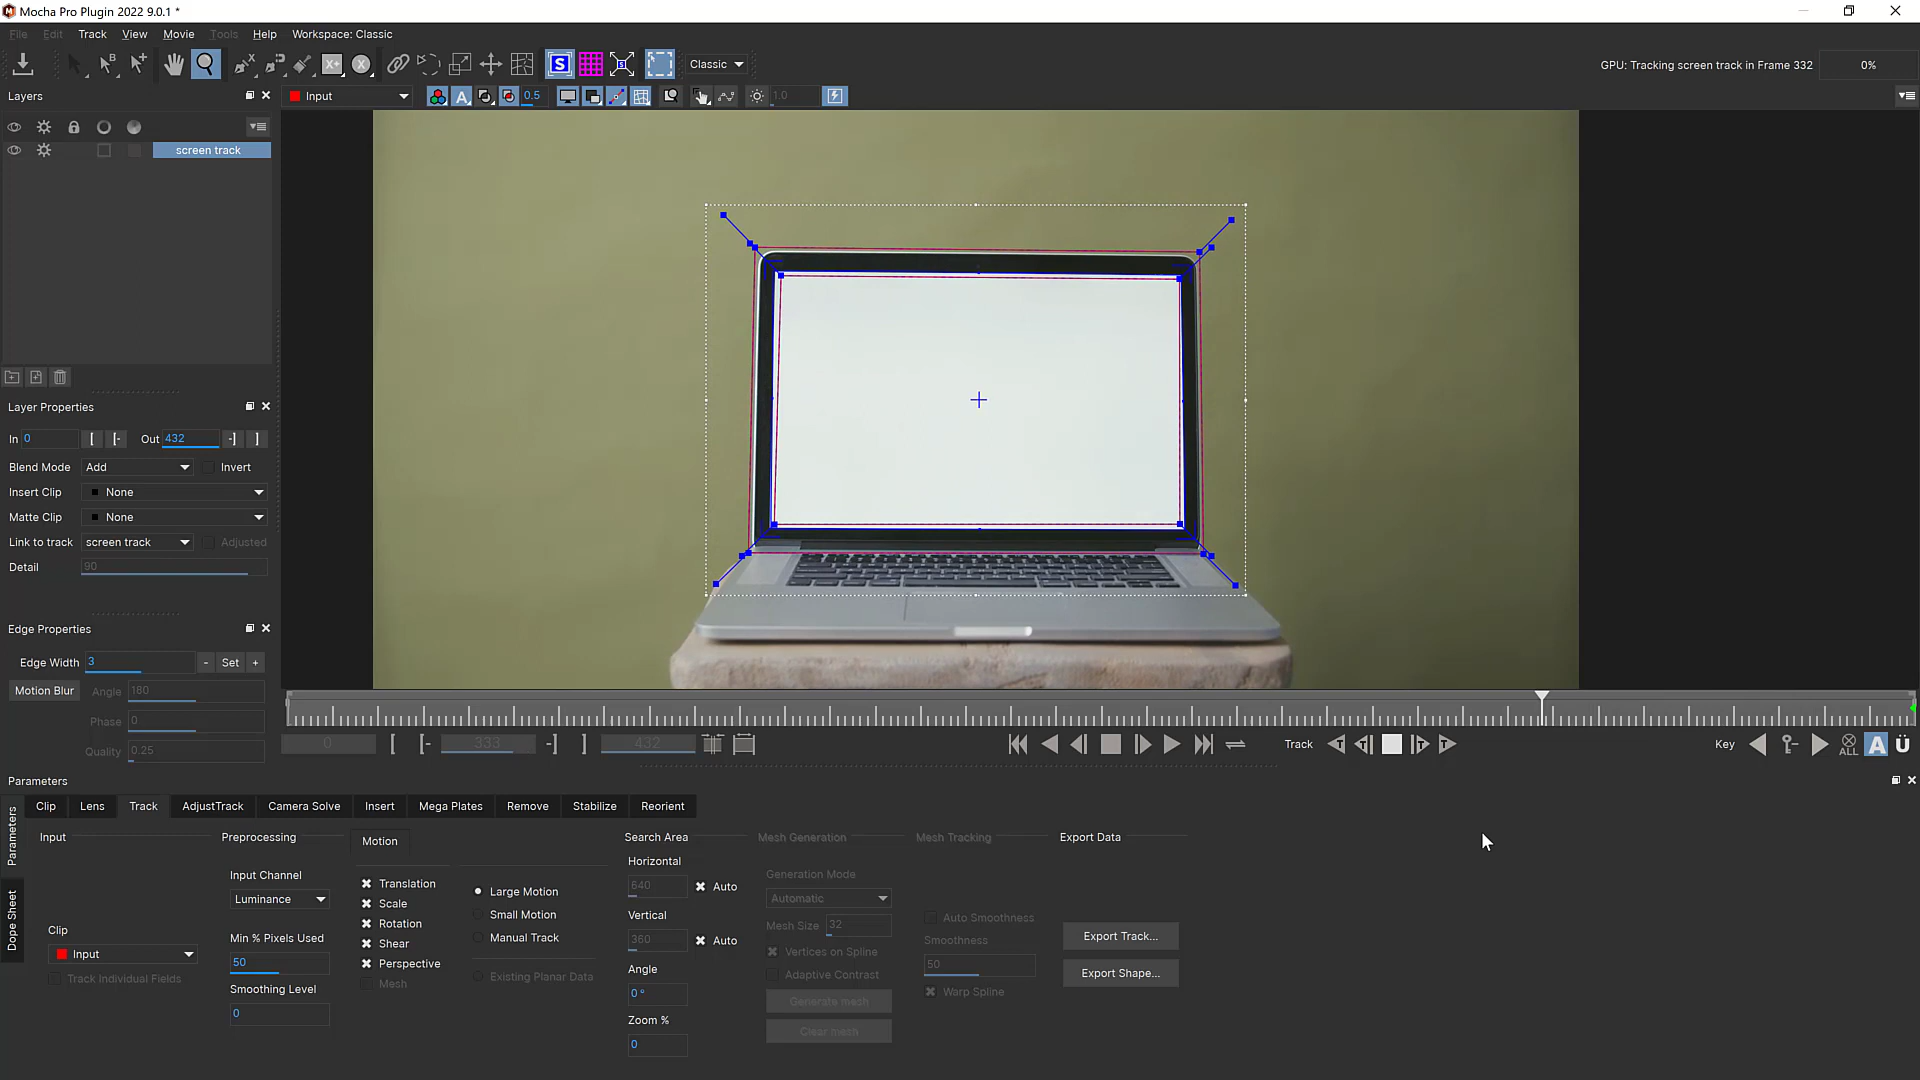 Mocha Pro Plugin 2022 9.0.1 *
File Edit Track View Movie Tools Help Workspace: Classic
Classic
GPU: Tracking screen track in Frame 332 0%
Layers
Input
0.5
1.0
screen track
Layer Properties
In 0 Out 432
Blend Mode Add Invert
Insert Clip None
Matte Clip None
Link to track screen track Adjusted
Detail 90
Edge Properties
Edge Width 3 - Set +
Motion Blur Angle 180
Phase 0
Quality 0.25
0 333 432
Track
Key
ALL
A
Parameters
Clip Lens Track AdjustTrack Camera Solve Insert Mega Plates Remove Stabilize Reorient
Parameters
Dope Sheet
Input
Clip
Input
Track Individual Fields
Preprocessing
Input Channel
Luminance
Min % Pixels Used
50
Smoothing Level
0
Motion
Translation
Scale
Rotation
Shear
Perspective
Mesh
Large Motion
Small Motion
Manual Track
Existing Planar Data
Search Area
Horizontal
640 Auto
Vertical
360 Auto
Angle
0 °
Zoom %
0
Mesh Generation
Generation Mode
Automatic
Mesh Size 32
Vertices on Spline
Adaptive Contrast
Generate mesh
Clear mesh
Mesh Tracking
Auto Smoothness
Smoothness
50
Warp Spline
Export Data
Export Track...
Export Shape...